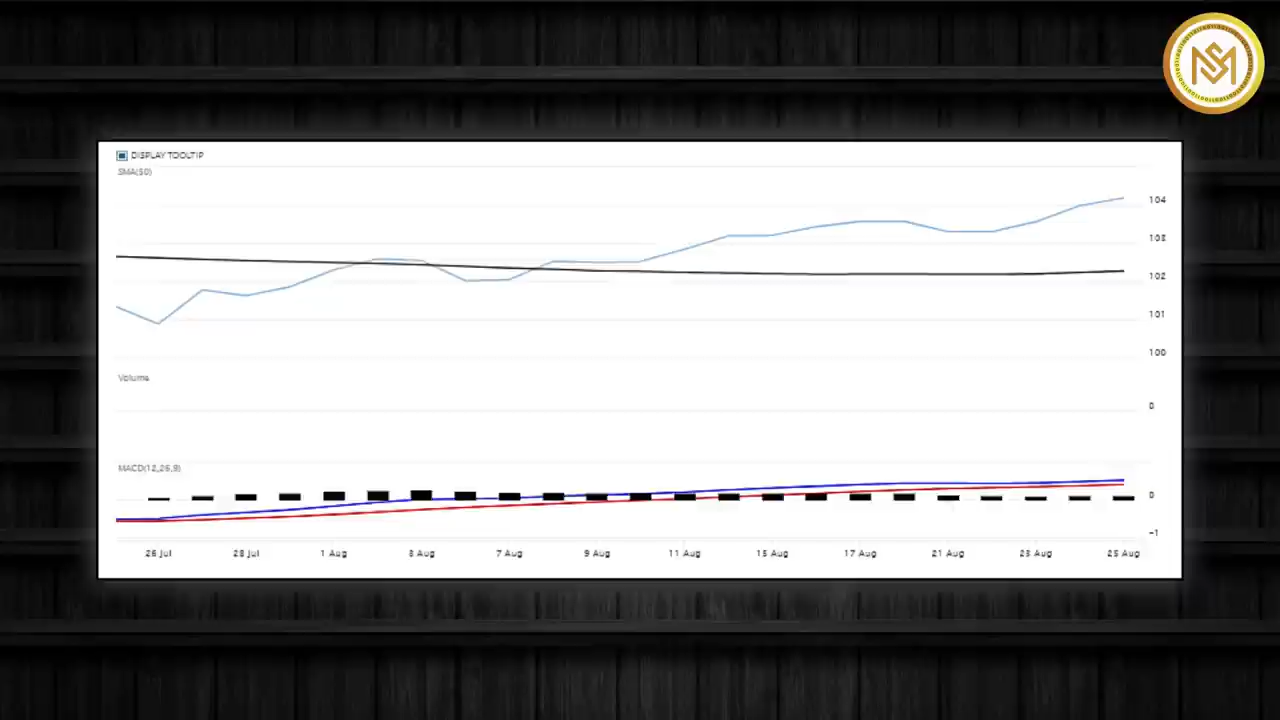 DISPLAY TOOLTIP
SMA(50)
104
103
102
101
100
Volume
0
MACD(12,26,9)
0
-1
26 Jul 28 Jul 1 Aug 3 Aug 7 Aug 9 Aug 11 Aug 15 Aug 17 Aug 21 Aug 23 Aug 25 Aug